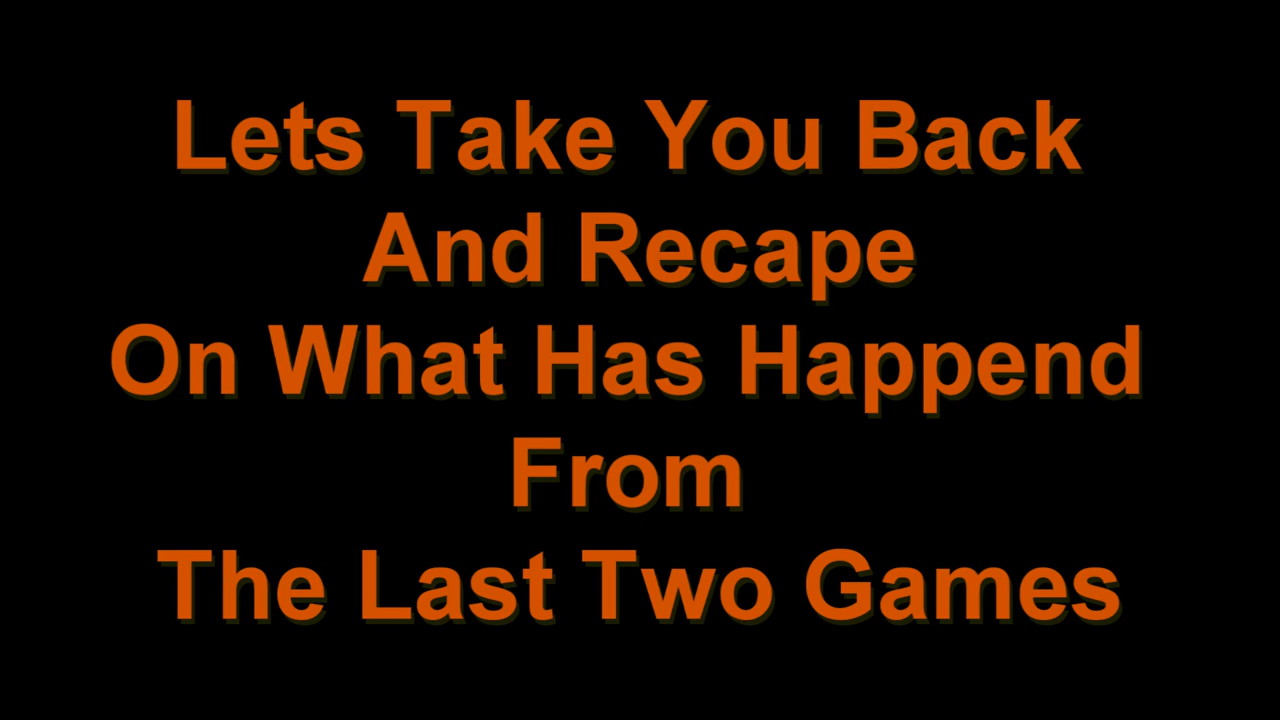 Lets Take You Back
And Recape
On What Has Happend
From
The Last Two Games